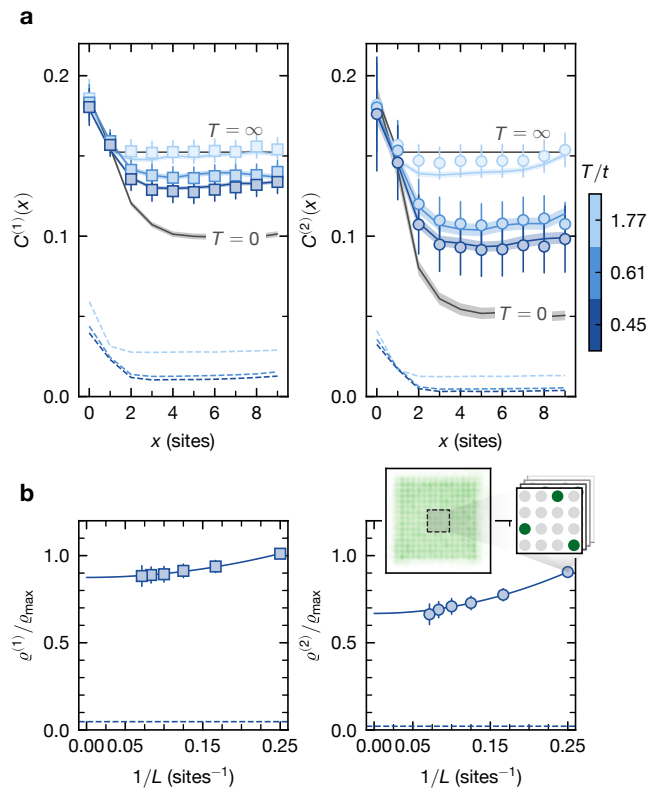 a
0.2
0.1
0.0
C⁽¹⁾(x)
T = ∞
T = 0
0 2 4 6 8
x (sites)
0.2
0.1
0.0
C⁽²⁾(x)
T = ∞
T = 0
0 2 4 6 8
x (sites)
T/t
1.77
0.61
0.45
b
1.0
0.5
0.0
ϱ⁽¹⁾/ϱmax
0.00 0.05 0.15 0.25
1/L (sites⁻¹)
1.0
0.5
0.0
ϱ⁽²⁾/ϱmax
0.00 0.05 0.15 0.25
1/L (sites⁻¹)